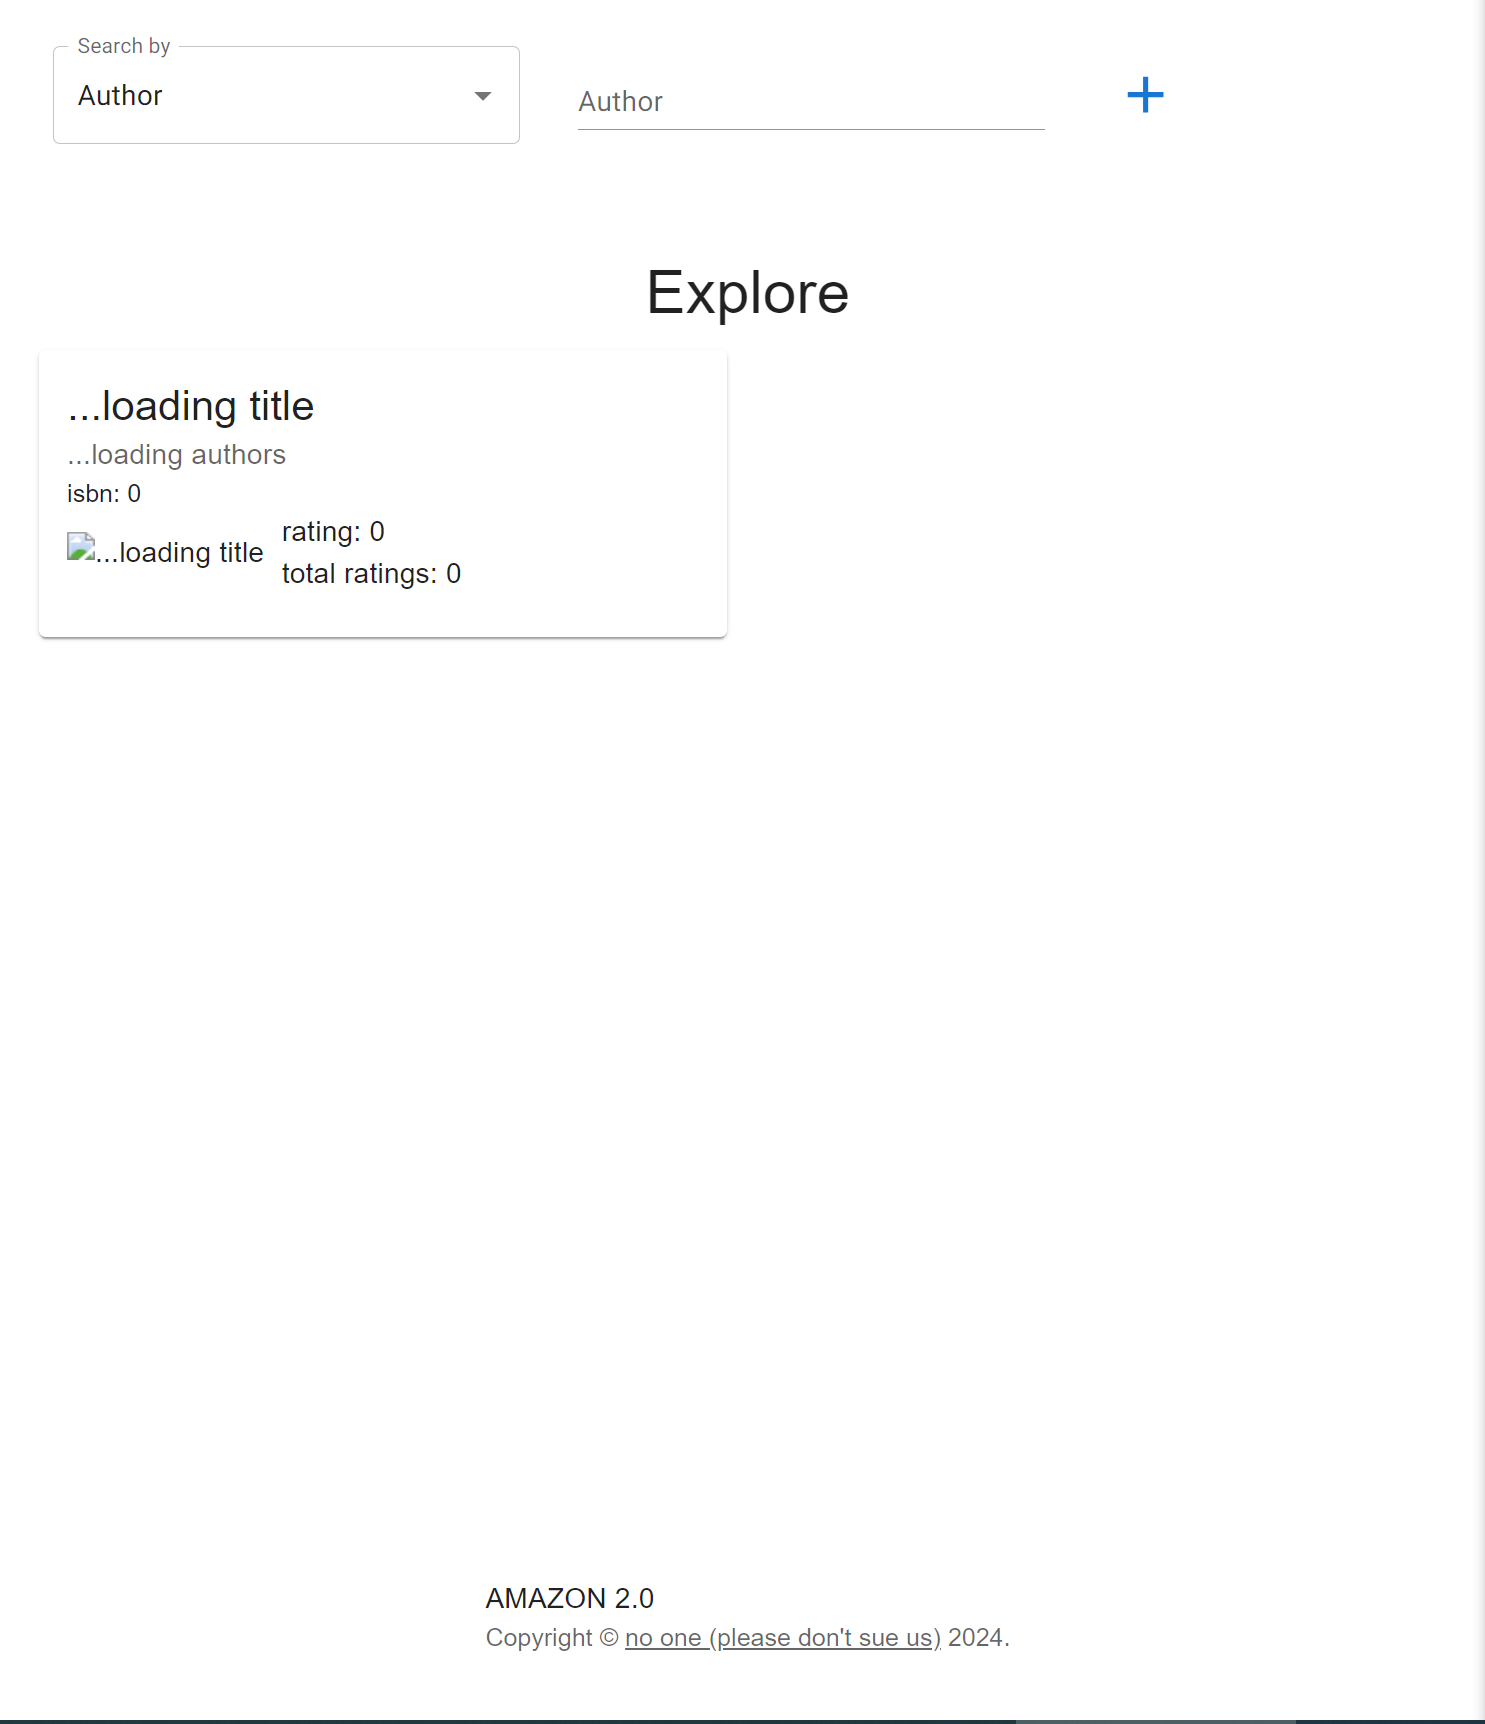 Search by
Author
Author
Explore
...loading title
...loading authors
isbn: 0
...loading title
rating: 0
total ratings: 0
AMAZON 2.0
Copyright © no one (please don't sue us) 2024.